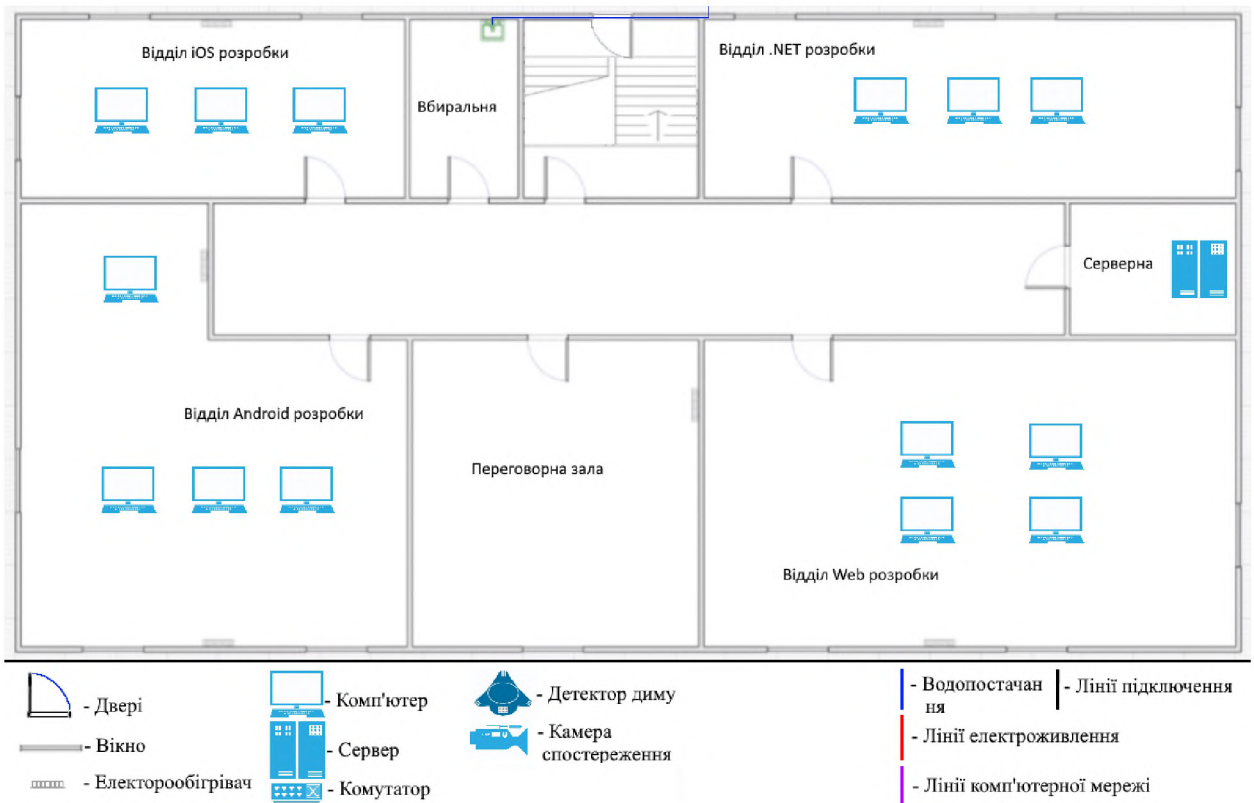 Відділ iOS розробки
Вбиральня
Відділ .NET розробки
Серверна
Відділ Android розробки
Переговорна зала
Відділ Web розробки
- Двері
- Вікно
- Електорообігрівач
- Комп'ютер
- Сервер
- Комутатор
- Детектор диму
- Камера
спостереження
- Водопостачан
ня
- Лінії підключення
- Лінії електроживлення
- Лінії комп'ютерної мережі